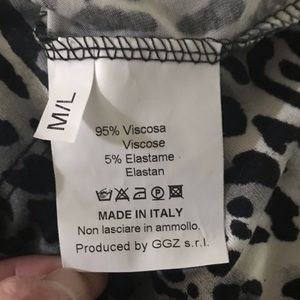 M/L
95% Viscosa
Viscose
5% Elastame
Elastan
MADE IN ITALY
Non lasciare in ammollo.
Produced by GGZ s.r.l.